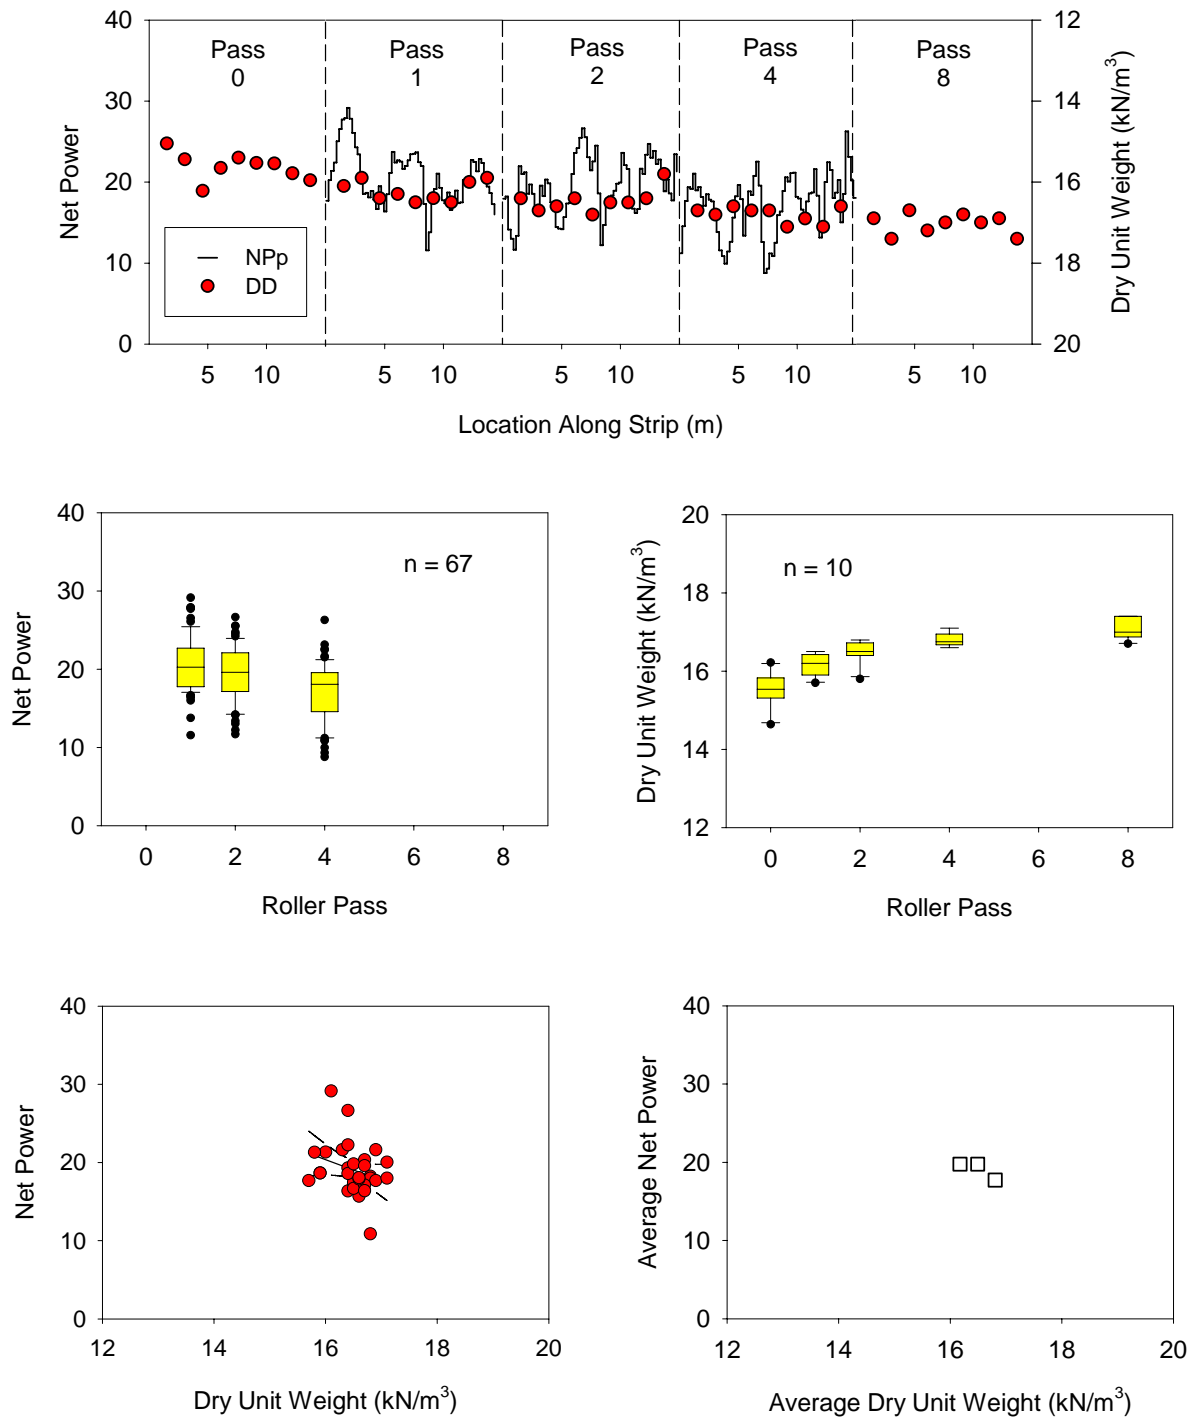 40
12
Pass
Pass
Pass
Pass
Pass
0
1
2
4
8
30
14
20
16
NPp
DD
10
18
0
20
5 10 5 10 5 10 5 10 5 10
Net Power
Dry Unit Weight (kN/m³)
Location Along Strip (m)
40
n = 67
30
20
10
0
0 2 4 6 8
Net Power
Roller Pass
20
n = 10
18
16
14
12
0 2 4 6 8
Dry Unit Weight (kN/m³)
Roller Pass
40
30
20
10
0
12 14 16 18 20
Net Power
Dry Unit Weight (kN/m³)
40
30
20
10
0
12 14 16 18 20
Average Net Power
Average Dry Unit Weight (kN/m³)